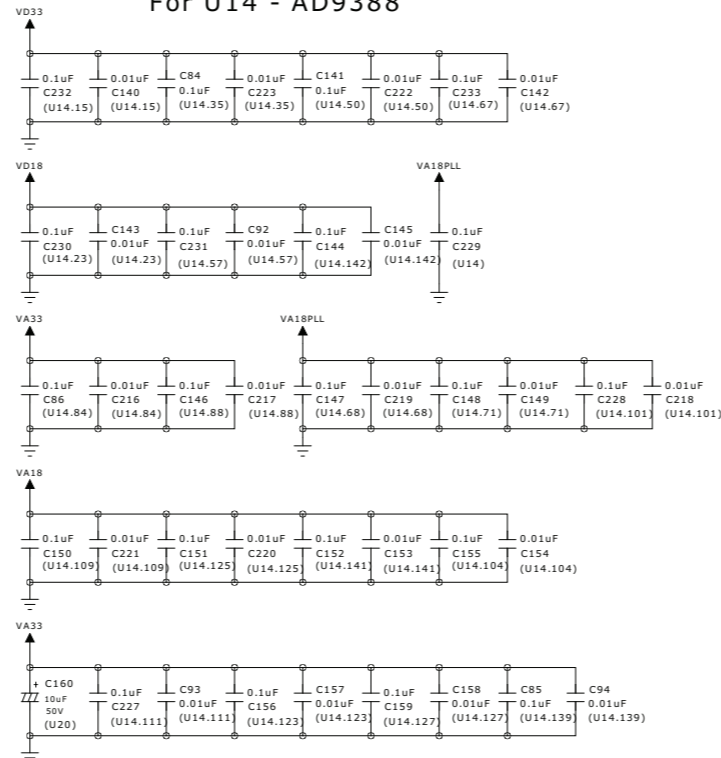 For U14 - AD9388
VD33
0.1uF
C232
(U14.15)
0.01uF
C140
(U14.15)
C84
0.1uF
(U14.35)
0.01uF
C223
(U14.35)
C141
0.1uF
(U14.50)
0.01uF
C222
(U14.50)
0.1uF
C233
(U14.67)
0.01uF
C142
(U14.67)
VD18
0.1uF
C230
(U14.23)
C143
0.01uF
(U14.23)
0.1uF
C231
(U14.57)
C92
0.01uF
(U14.57)
0.1uF
C144
(U14.142)
C145
0.01uF
(U14.142)
VA18PLL
0.1uF
C229
(U14)
VA33
0.1uF
C86
(U14.84)
0.01uF
C216
(U14.84)
0.1uF
C146
(U14.88)
0.01uF
C217
(U14.88)
VA18PLL
0.1uF
C147
(U14.68)
0.01uF
C219
(U14.68)
0.1uF
C148
(U14.71)
0.01uF
C149
(U14.71)
0.1uF
C228
(U14.101)
0.01uF
C218
(U14.101)
VA18
0.1uF
C150
(U14.109)
0.01uF
C221
(U14.109)
0.1uF
C151
(U14.125)
0.01uF
C220
(U14.125)
0.1uF
C152
(U14.141)
0.01uF
C153
(U14.141)
0.1uF
C155
(U14.104)
0.01uF
C154
(U14.104)
VA33
+ C160
10uF
50V
(U20)
0.1uF
C227
(U14.111)
C93
0.01uF
(U14.111)
0.1uF
C156
(U14.123)
C157
0.01uF
(U14.123)
0.1uF
C159
(U14.127)
C158
0.01uF
(U14.127)
C85
0.1uF
(U14.139)
C94
0.01uF
(U14.139)